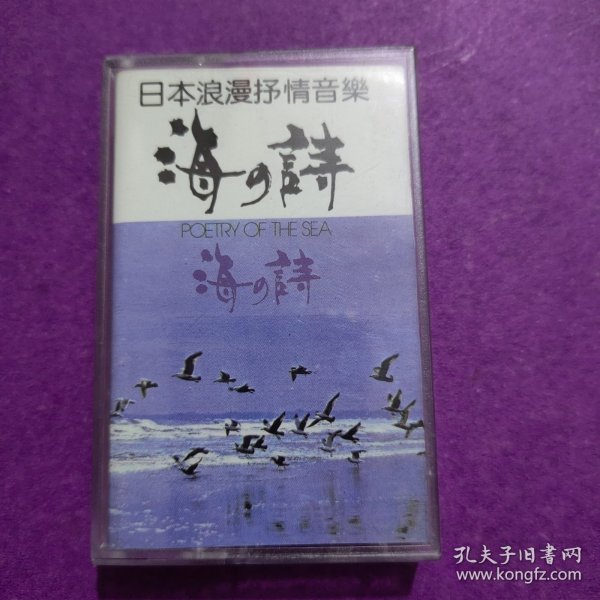 日本浪漫抒情音樂
海の詩
POETRY OF THE SEA
海の詩
孔夫子旧書网
www.kongfz.com